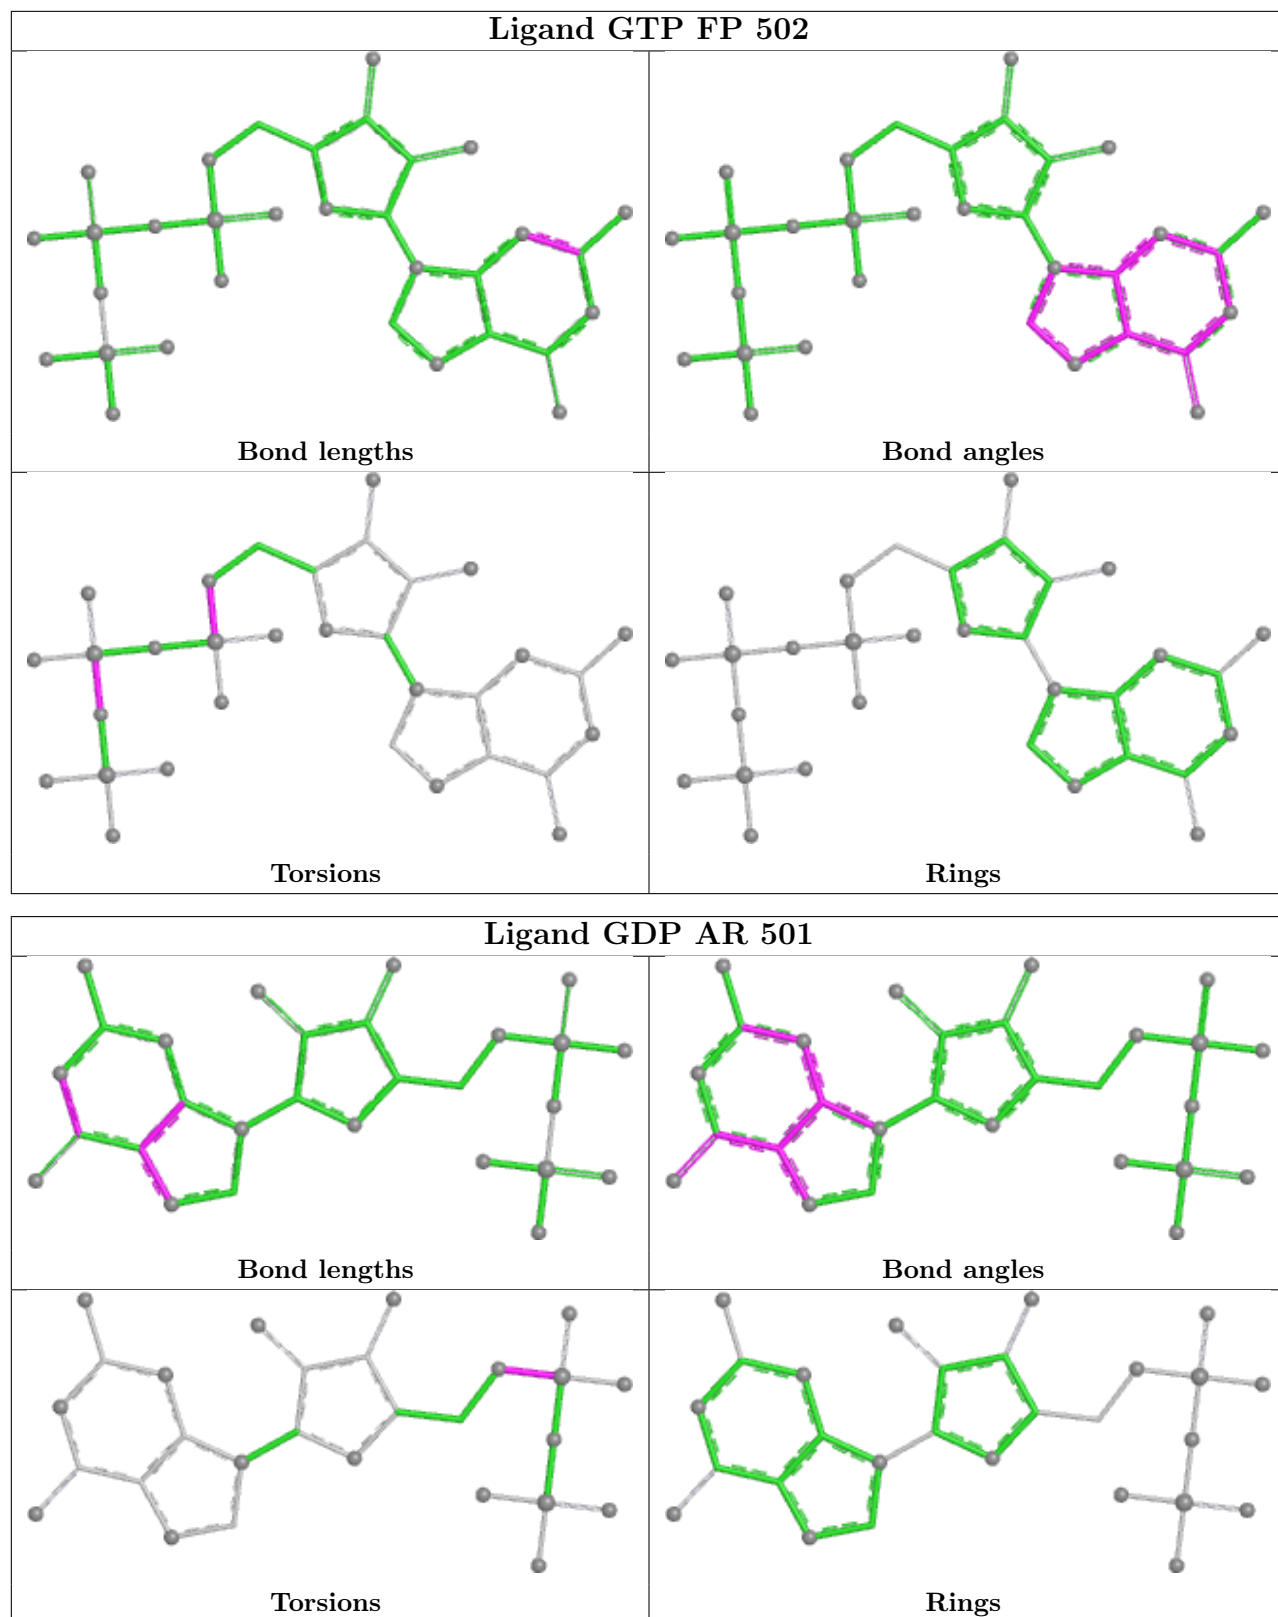 Ligand GTP FP 502
Bond lengths
Bond angles
Torsions
Rings
Ligand GDP AR 501
Bond lengths
Bond angles
Torsions
Rings